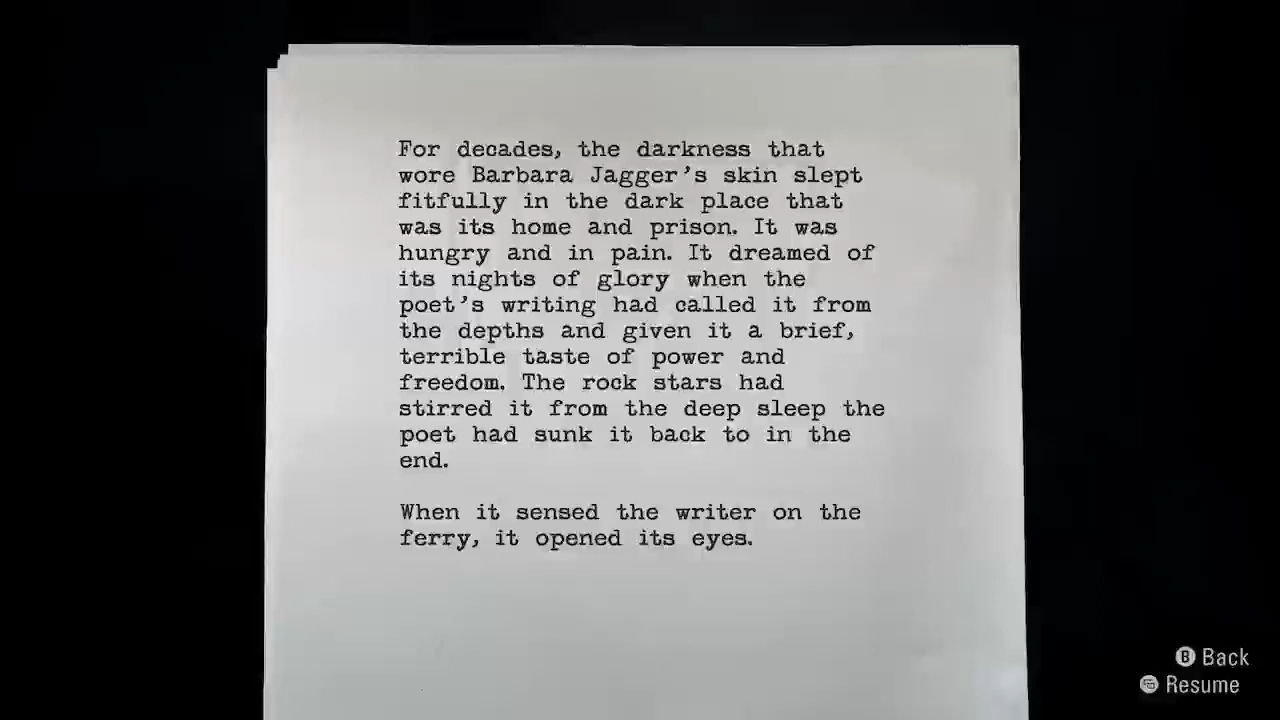 For decades, the darkness that
wore Barbara Jagger's skin slept
fitfully in the dark place that
was its home and prison. It was
hungry and in pain. It dreamed of
its nights of glory when the
poet's writing had called it from
the depths and given it a brief,
terrible taste of power and
freedom. The rock stars had
stirred it from the deep sleep the
poet had sunk it back to in the
end.
When it sensed the writer on the
ferry, it opened its eyes.
B Back
Resume